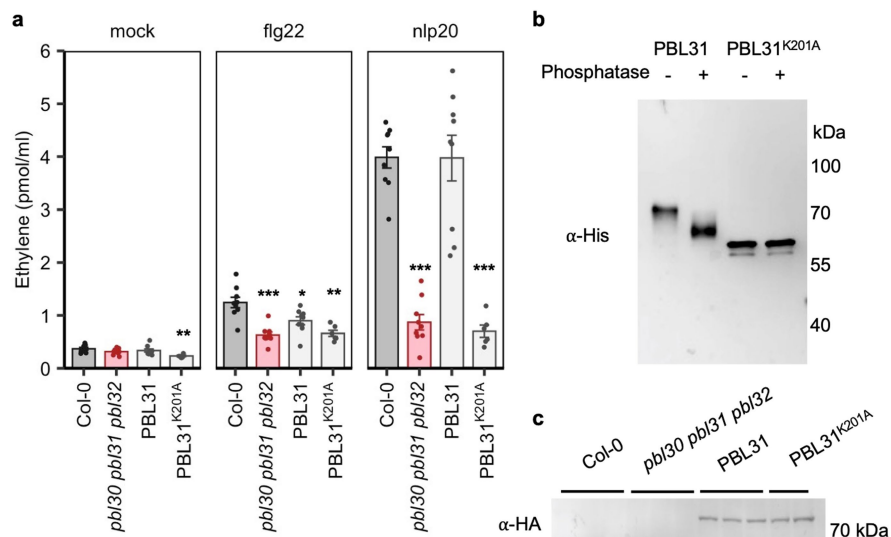 a
mock
flg22
nlp20
Ethylene (pmol/ml)
6
5
4
3
2
1
0
**
***
*
**
***
***
Col-0
pbl30 pbl31 pbl32
PBL31
PBL31K201A
Col-0
pbl30 pbl31 pbl32
PBL31
PBL31K201A
Col-0
pbl30 pbl31 pbl32
PBL31
PBL31K201A
b
PBL31 PBL31K201A
Phosphatase - + - +
kDa
100
70
α-His
55
40
c
Col-0
pbl30 pbl31 pbl32
PBL31
PBL31K201A
α-HA
70 kDa